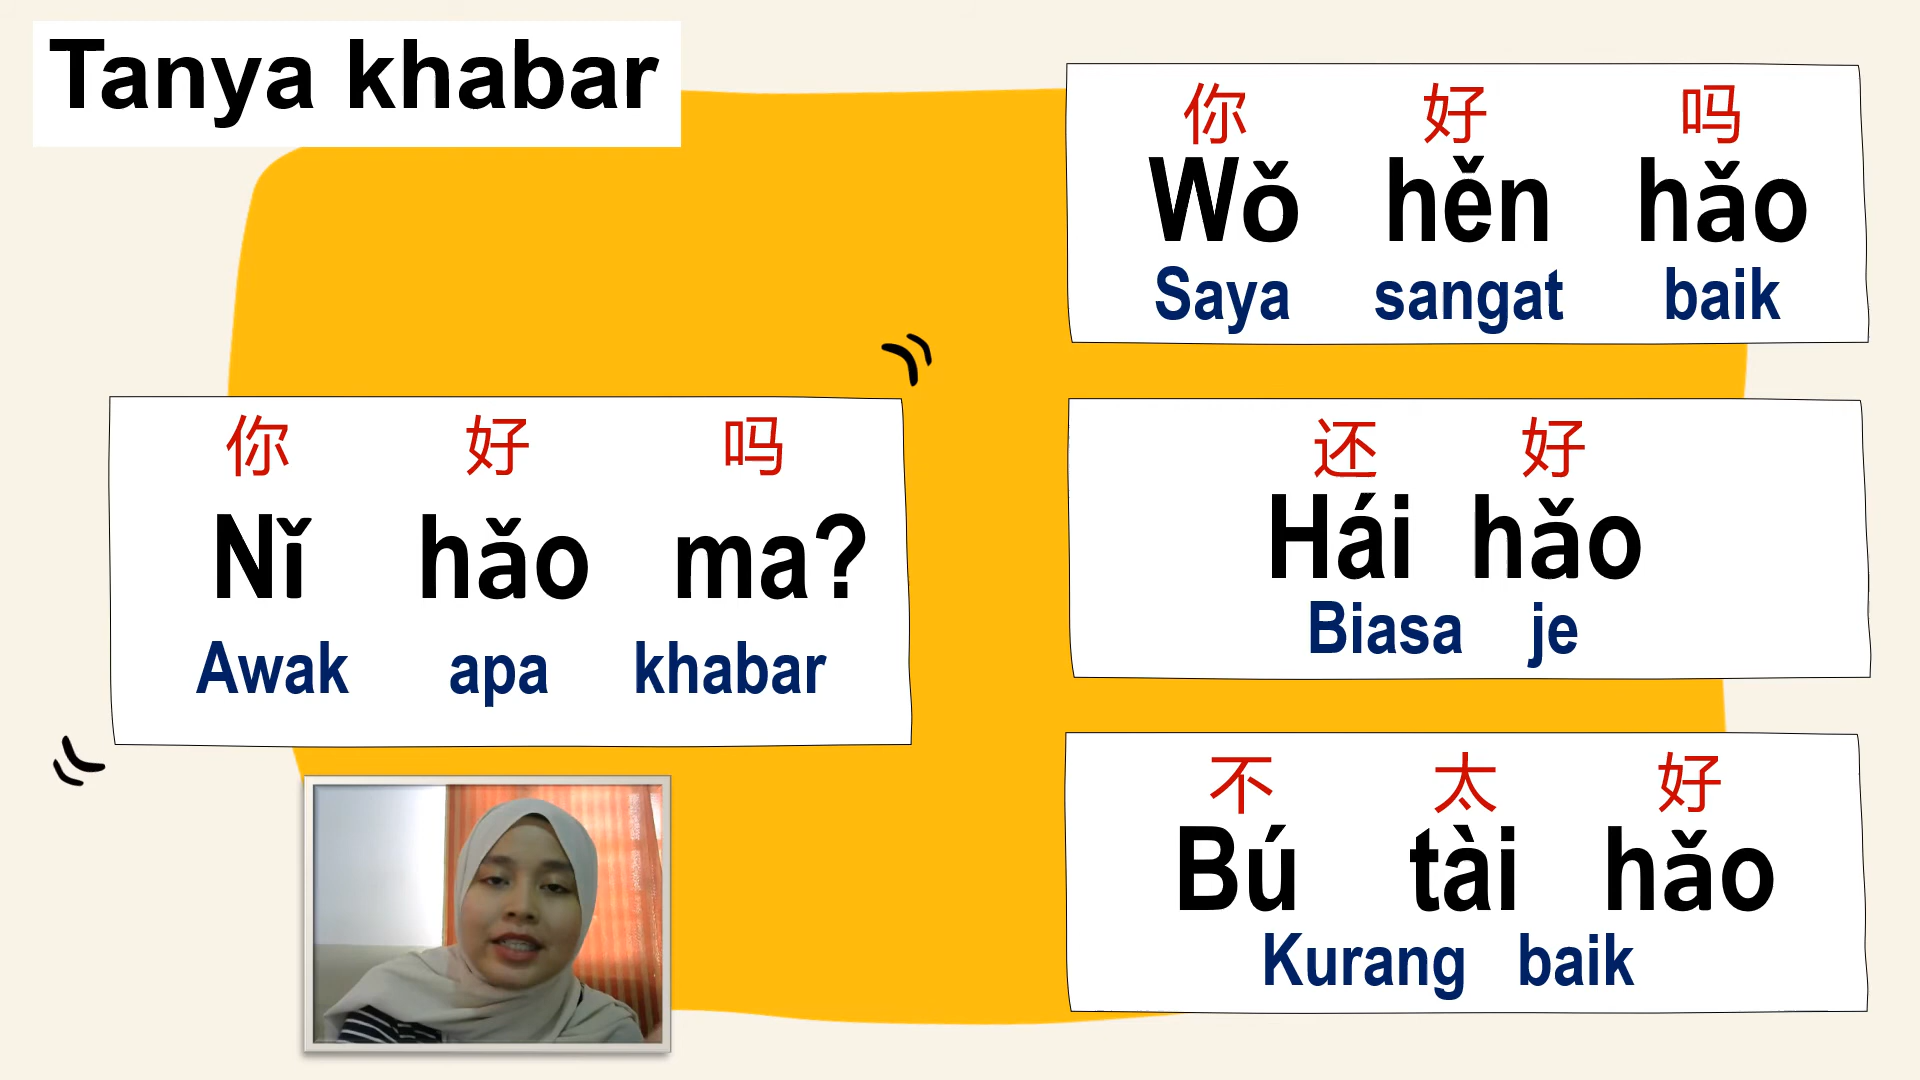 Tanya khabar
你 好 吗
Nǐ hǎo ma?
Awak apa khabar
你 好 吗
Wǒ hěn hǎo
Saya sangat baik
还 好
Hái hǎo
Biasa je
不 太 好
Bú tài hǎo
Kurang baik